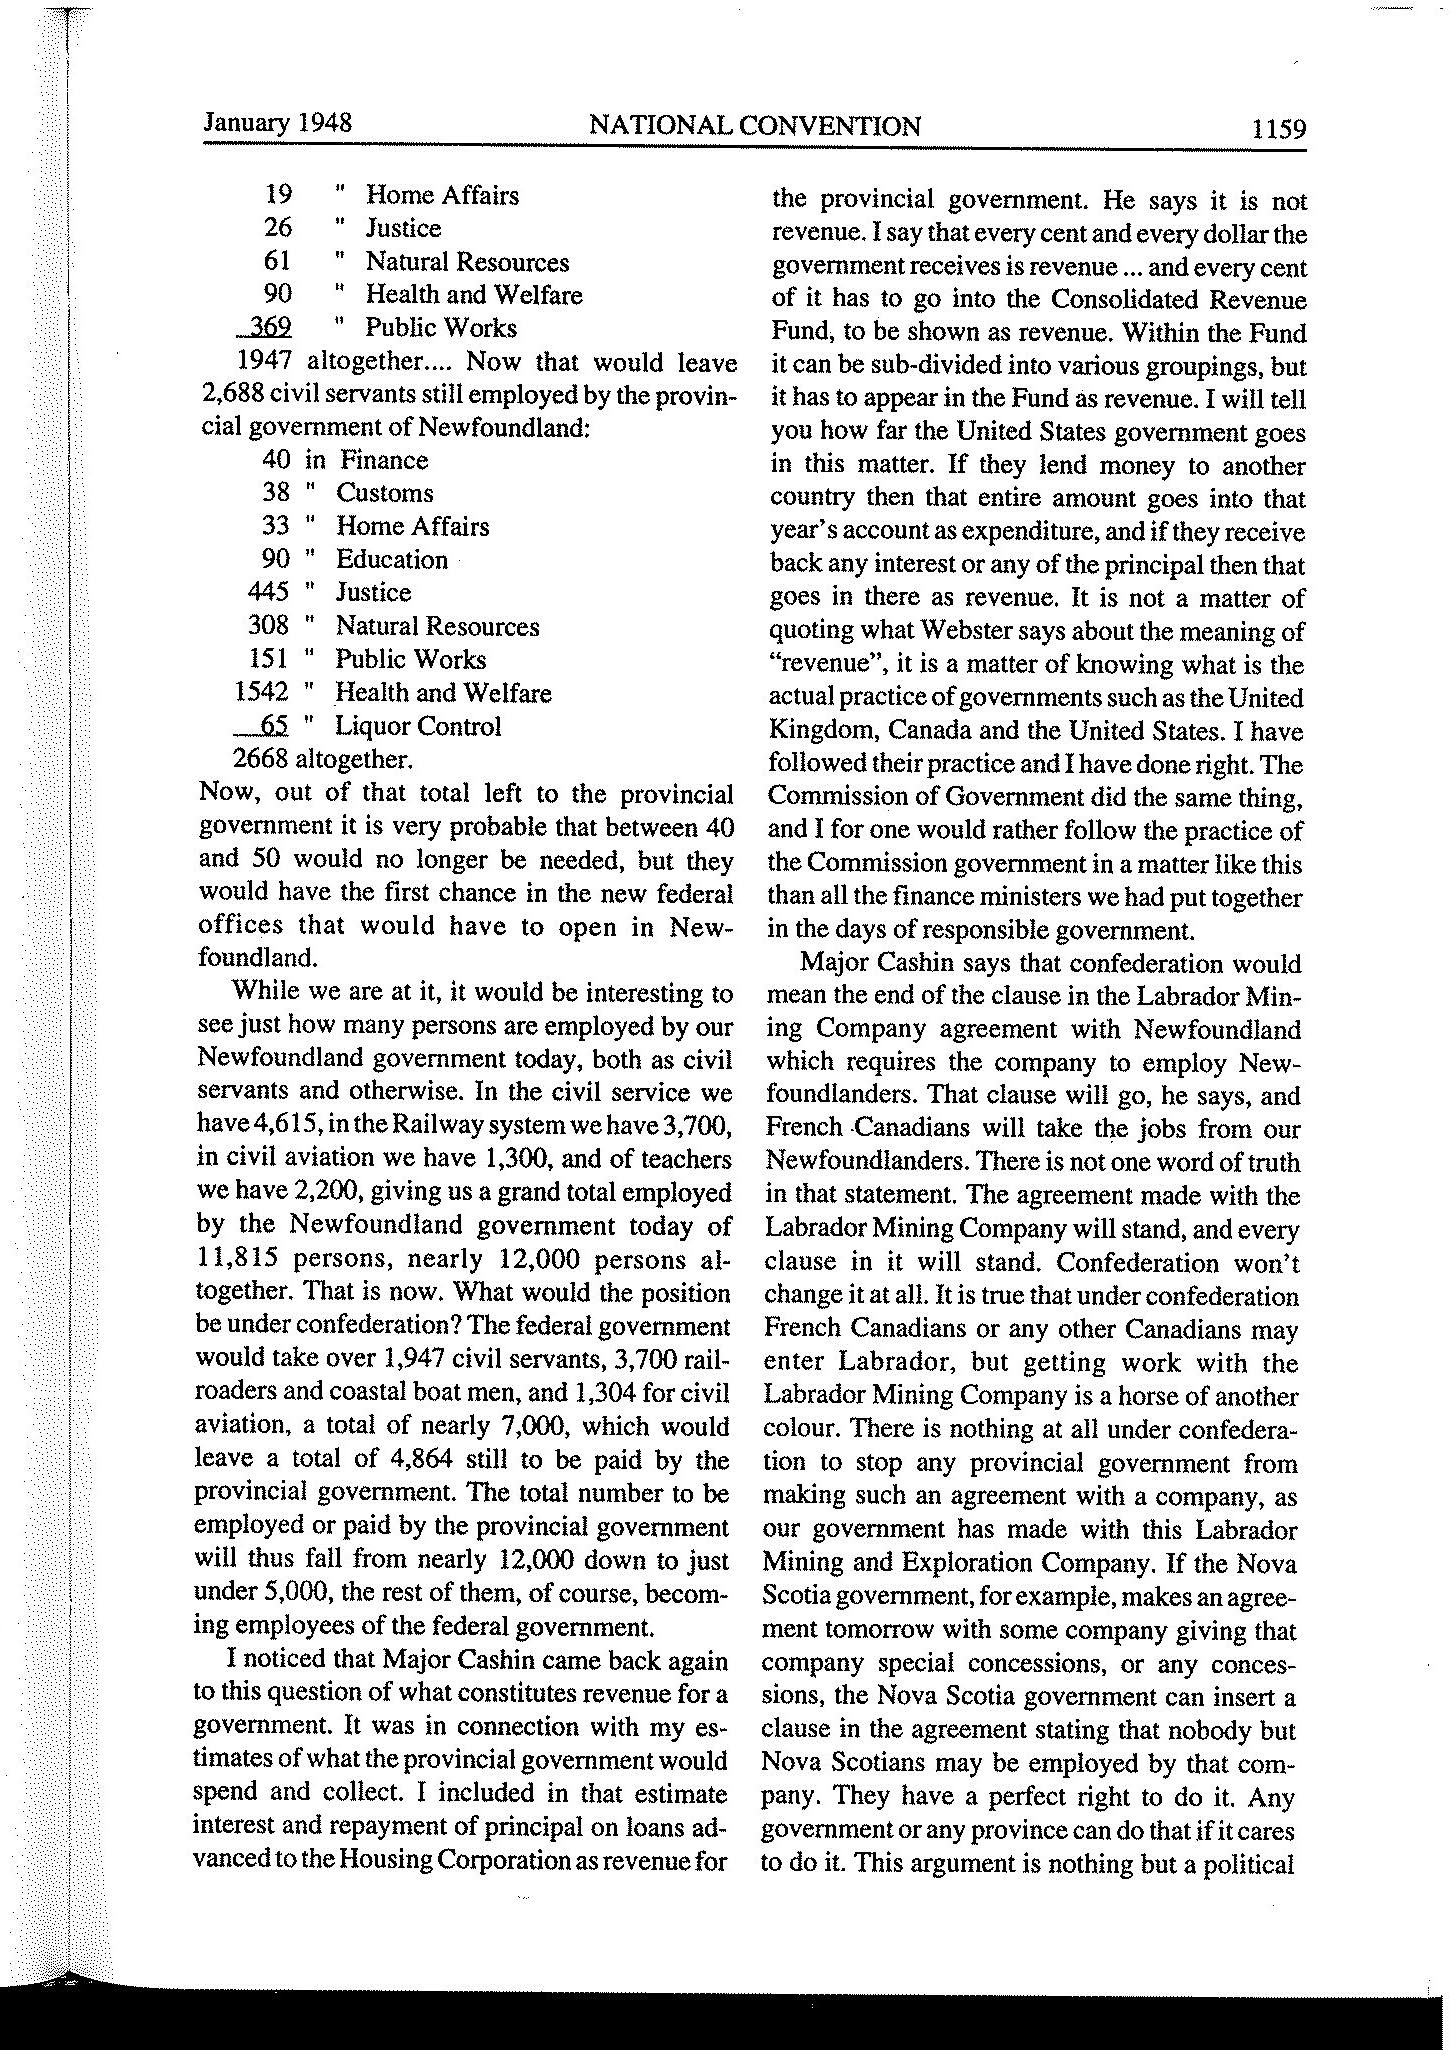 January 1948 NATIONAL CONVENTION 1159
19 " Home Affairs
26 " Justice
61 " Natural Resources
90 " Health and Welfare
369 " Public Works
1947 altogether.... Now that would leave
2,688 civil servants still employed by the provin-
cial government of Newfoundland:
40 in Finance
38 " Customs
33 " Home Affairs
90 " Education
445 " Justice
308 " Natural Resources
151 " Public Works
1542 " Health and Welfare
65 " Liquor Control
2668 altogether.
Now, out of that total left to the provincial
government it is very probable that between 40
and 50 would no longer be needed, but they
would have the first chance in the new federal
offices that would have to open in New-
foundland.
While we are at it, it would be interesting to
see just how many persons are employed by our
Newfoundland government today, both as civil
servants and otherwise. In the civil service we
have 4,615, in the Railway system we have 3,700,
in civil aviation we have 1,300, and of teachers
we have 2,200, giving us a grand total employed
by the Newfoundland government today of
11,815 persons, nearly 12,000 persons al-
together. That is now. What would the position
be under confederation? The federal government
would take over 1,947 civil servants, 3,700 rail-
roaders and coastal boat men, and 1,304 for civil
aviation, a total of nearly 7,000, which would
leave a total of 4,864 still to be paid by the
provincial government. The total number to be
employed or paid by the provincial government
will thus fall from nearly 12,000 down to just
under 5,000, the rest of them, of course, becom-
ing employees of the federal government.
I noticed that Major Cashin came back again
to this question of what constitutes revenue for a
government. It was in connection with my es-
timates of what the provincial government would
spend and collect. I included in that estimate
interest and repayment of principal on loans ad-
vanced to the Housing Corporation as revenue for
the provincial government. He says it is not
revenue. I say that every cent and every dollar the
government receives is revenue ... and every cent
of it has to go into the Consolidated Revenue
Fund, to be shown as revenue. Within the Fund
it can be sub-divided into various groupings, but
it has to appear in the Fund as revenue. I will tell
you how far the United States government goes
in this matter. If they lend money to another
country then that entire amount goes into that
year's account as expenditure, and if they receive
back any interest or any of the principal then that
goes in there as revenue. It is not a matter of
quoting what Webster says about the meaning of
“revenue”, it is a matter of knowing what is the
actual practice of governments such as the United
Kingdom, Canada and the United States. I have
followed their practice and I have done right. The
Commission of Government did the same thing,
and I for one would rather follow the practice of
the Commission government in a matter like this
than all the finance ministers we had put together
in the days of responsible government.
Major Cashin says that confederation would
mean the end of the clause in the Labrador Min-
ing Company agreement with Newfoundland
which requires the company to employ New-
foundlanders. That clause will go, he says, and
French Canadians will take the jobs from our
Newfoundlanders. There is not one word of truth
in that statement. The agreement made with the
Labrador Mining Company will stand, and every
clause in it will stand. Confederation won't
change it at all. It is true that under confederation
French Canadians or any other Canadians may
enter Labrador, but getting work with the
Labrador Mining Company is a horse of another
colour. There is nothing at all under confedera-
tion to stop any provincial government from
making such an agreement with a company, as
our government has made with this Labrador
Mining and Exploration Company. If the Nova
Scotia government, for example, makes an agree-
ment tomorrow with some company giving that
company special concessions, or any conces-
sions, the Nova Scotia government can insert a
clause in the agreement stating that nobody but
Nova Scotians may be employed by that com-
pany. They have a perfect right to do it. Any
government or any province can do that if it cares
to do it. This argument is nothing but a political